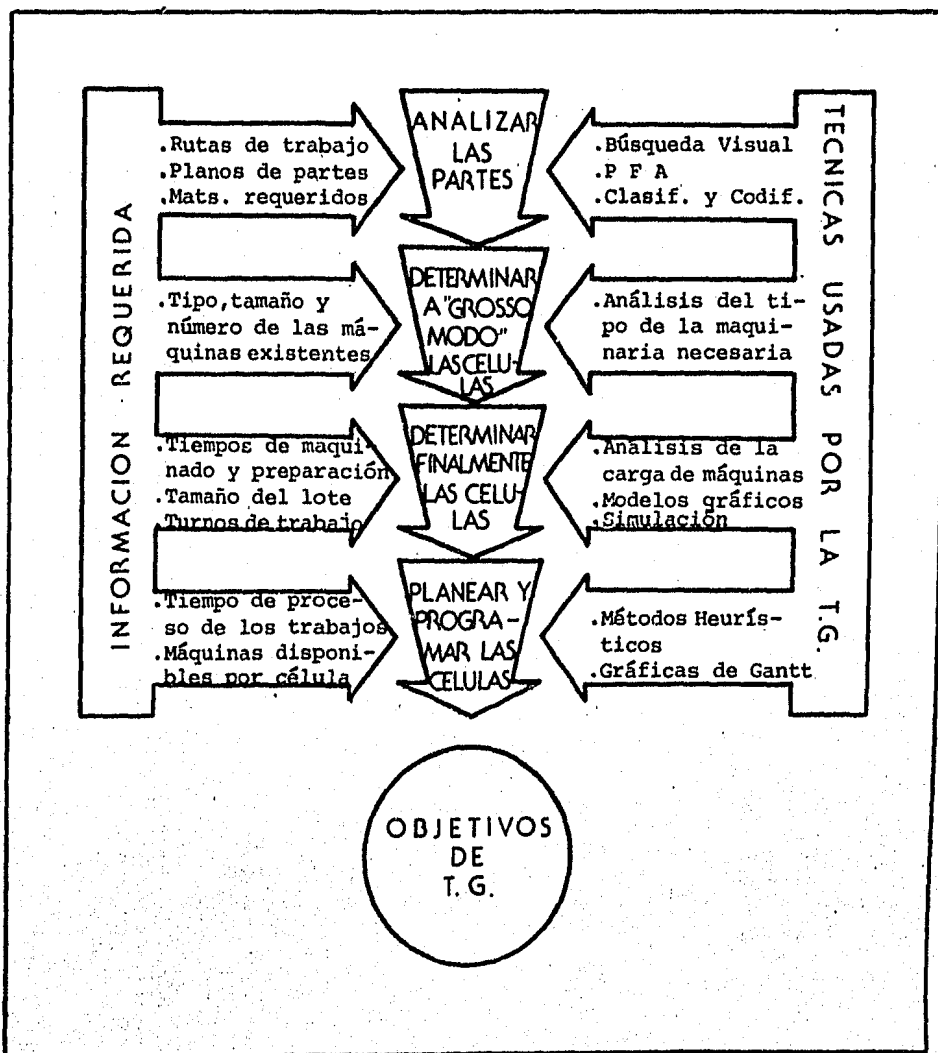 INFORMACION REQUERIDA
.Rutas de trabajo
.Planos de partes
.Mats. requeridos
ANALIZAR
LAS
PARTES
.Búsqueda Visual
.P F A
.Clasif. y Codif.
.Tipo, tamaño y
número de las má-
quinas existentes
DETERMINAR
A "GROSSO
MODO"
LAS CELU-
LAS
.Análisis del ti-
po de la maqui-
naria necesaria
.Tiempos de maqui-
nado y preparación
.Tamaño del lote
.Turnos de trabajo
DETERMINAR
FINALMENTE
LAS CELU-
LAS
.Análisis de la
carga de máquinas
.Modelos gráficos
.Simulación
.Tiempo de proce-
so de los trabajos
.Máquinas disponi-
bles por célula
PLANEAR Y
PROGRA-
MAR LAS
CELULAS
.Métodos Heurís-
ticos
.Gráficas de Gantt
TECNICAS USADAS POR LA T.G.
OBJETIVOS
DE
T. G.